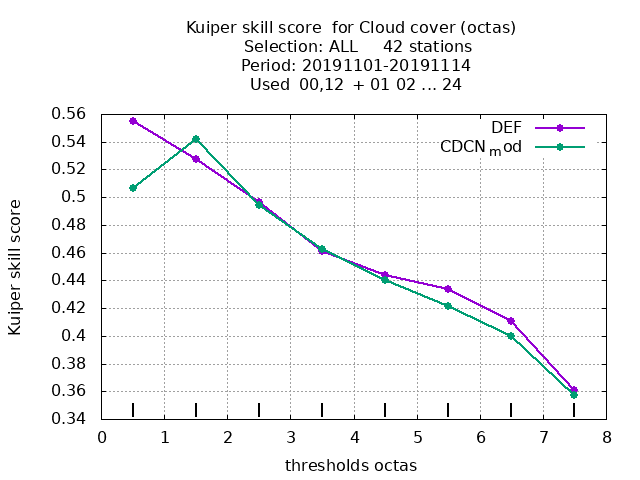 Kuiper skill score  for Cloud cover (octas)
Selection: ALL     42 stations
Period: 20191101-20191114
Used  00,12  + 01 02 ... 24
DEF
CDCNmod
0.56
0.54
0.52
0.5
0.48
0.46
0.44
0.42
0.4
0.38
0.36
0.34
Kuiper skill score
0 1 2 3 4 5 6 7 8
thresholds octas